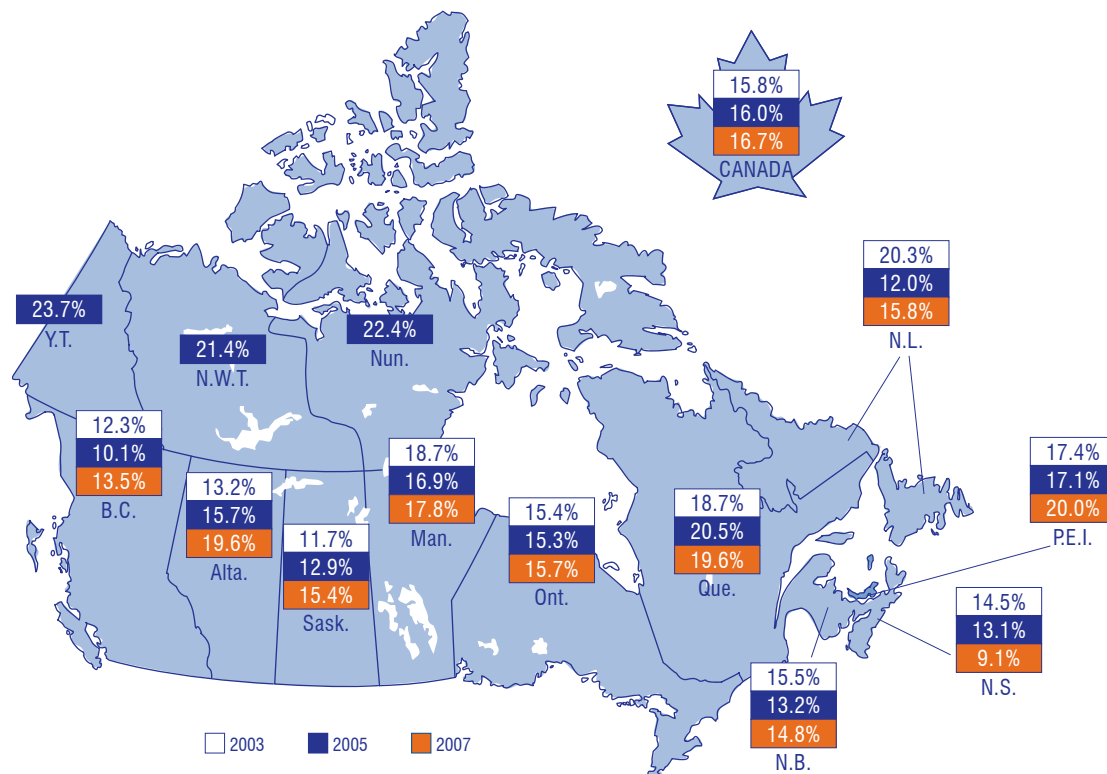 15.8%
16.0%
16.7%
CANADA
20.3%
12.0%
15.8%
N.L.
23.7%
Y.T.
21.4%
N.W.T.
22.4%
Nun.
12.3%
10.1%
13.5%
B.C.
13.2%
15.7%
19.6%
Alta.
11.7%
12.9%
15.4%
Sask.
18.7%
16.9%
17.8%
Man.
15.4%
15.3%
15.7%
Ont.
18.7%
20.5%
19.6%
Que.
17.4%
17.1%
20.0%
P.E.I.
14.5%
13.1%
9.1%
N.S.
15.5%
13.2%
14.8%
N.B.
2003 2005 2007